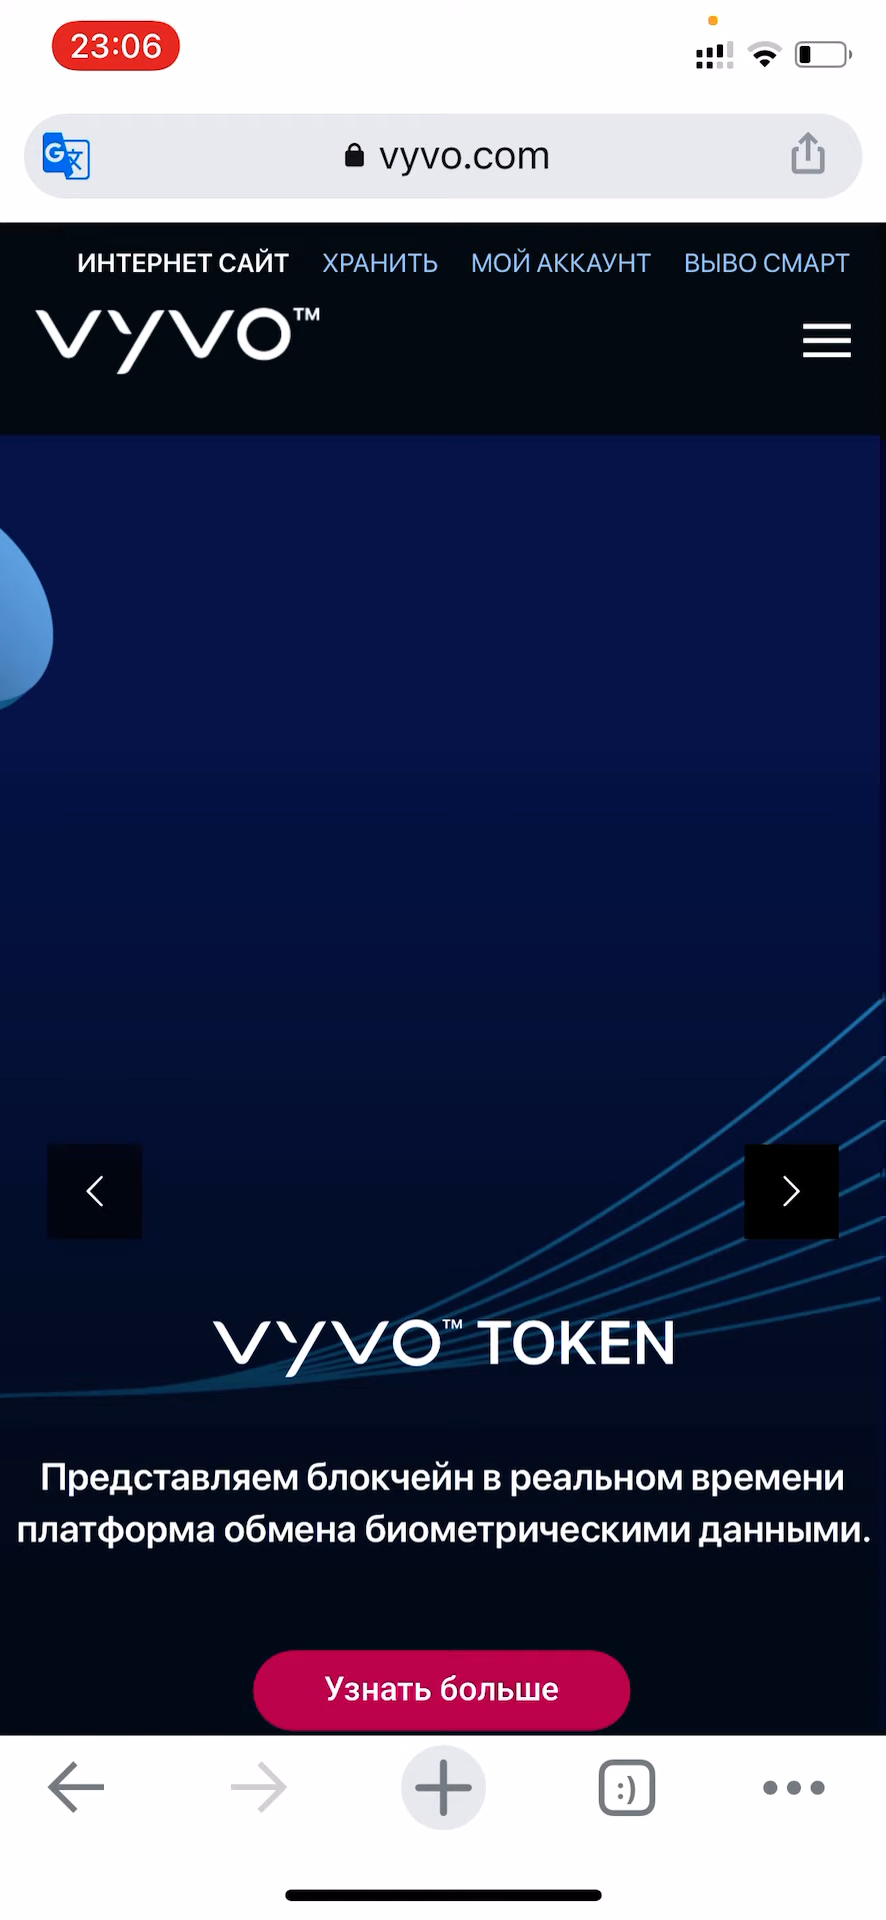 23:06
vyvo.com
ИНТЕРНЕТ САЙТ ХРАНИТЬ МОЙ АККАУНТ ВЫВО СМАРТ
VYVO™
VYVO™ TOKEN
Представляем блокчейн в реальном времени
платформа обмена биометрическими данными.
Узнать больше
:)